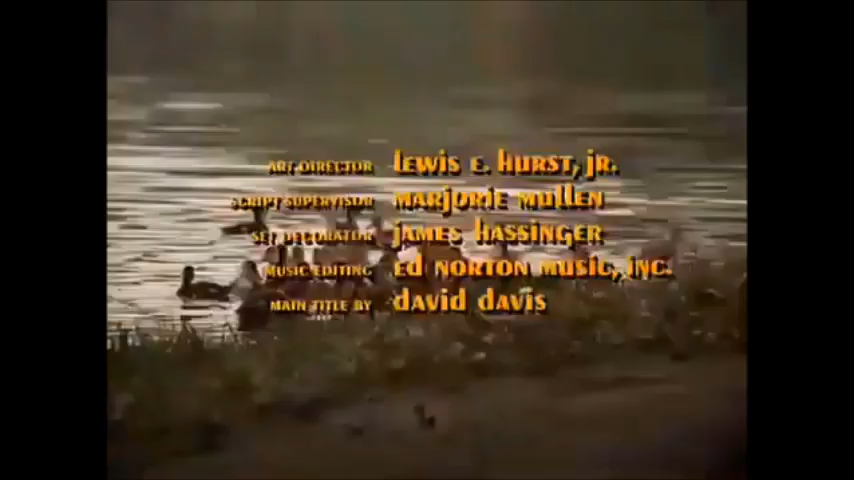 ART DIRECTOR LEWIS E. HURST, JR.
SCRIPT SUPERVISOR MARJORIE MULLEN
SET DECORATOR JAMES HASSINGER
MUSIC EDITING ED NORTON MUSIC, INC.
MAIN TITLE BY DAVID DAVIS